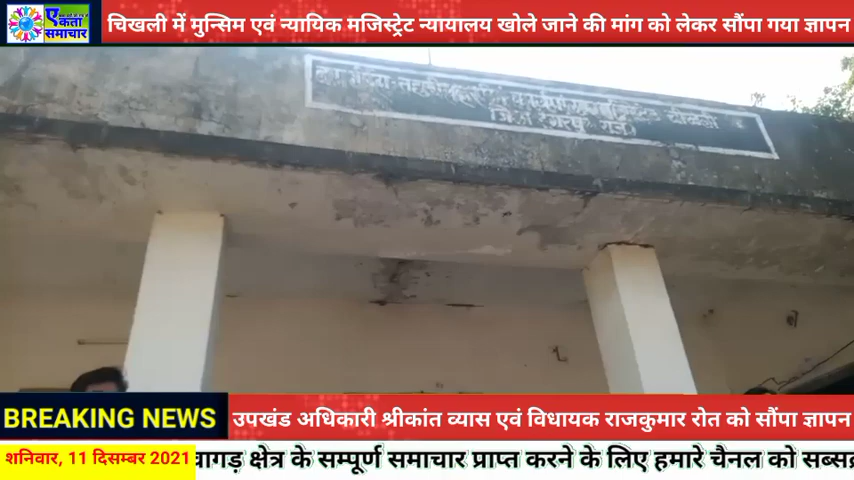 एकता
समाचार
चिखली में मुन्सिम एवं न्यायिक मजिस्ट्रेट न्यायालय खोले जाने की मांग को लेकर सौंपा गया ज्ञापन
BREAKING NEWS
उपखंड अधिकारी श्रीकांत व्यास एवं विधायक राजकुमार रोत को सौंपा ज्ञापन
शनिवार, 11 दिसम्बर 2021
वागड़ क्षेत्र के सम्पूर्ण समाचार प्राप्त करने के लिए हमारे चैनल को